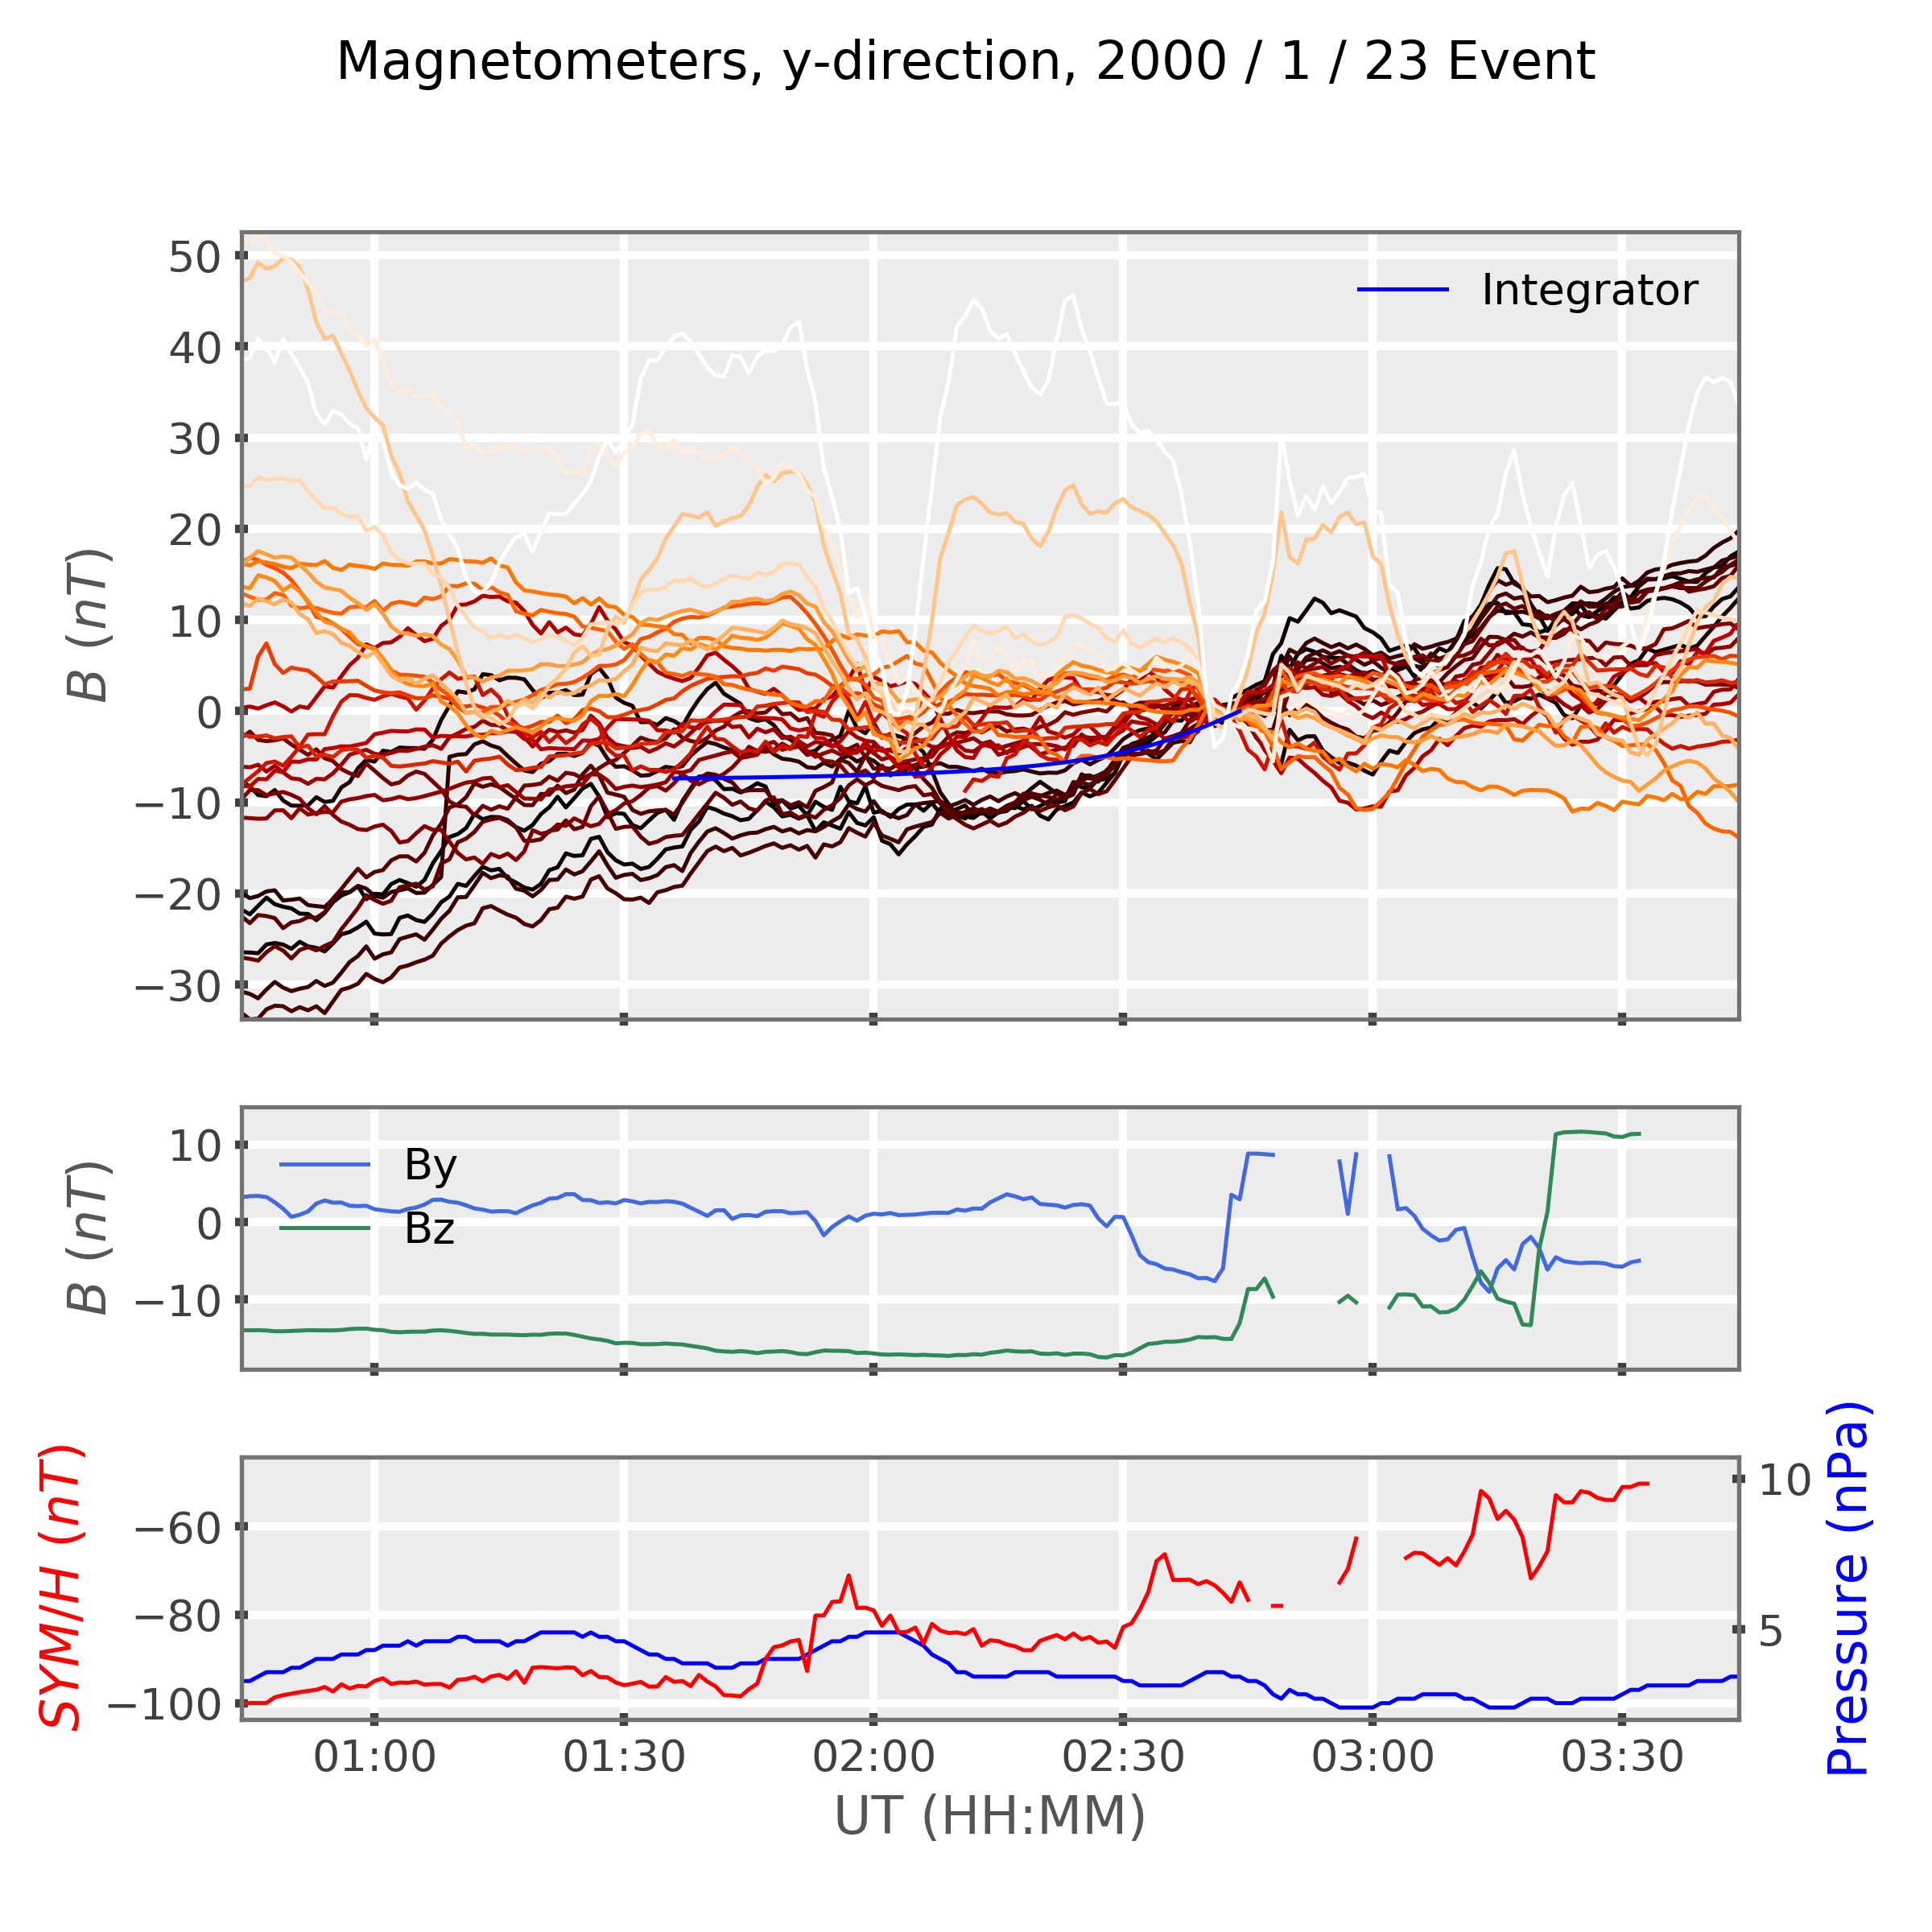 Magnetometers, y-direction, 2000 / 1 / 23 Event
50
40
30
20
10
0
−10
−20
−30
B (nT)
Integrator
10
0
−10
B (nT)
By
Bz
−60
−80
−100
SYM/H (nT)
10
5
Pressure (nPa)
01:00 01:30 02:00 02:30 03:00 03:30
UT (HH:MM)